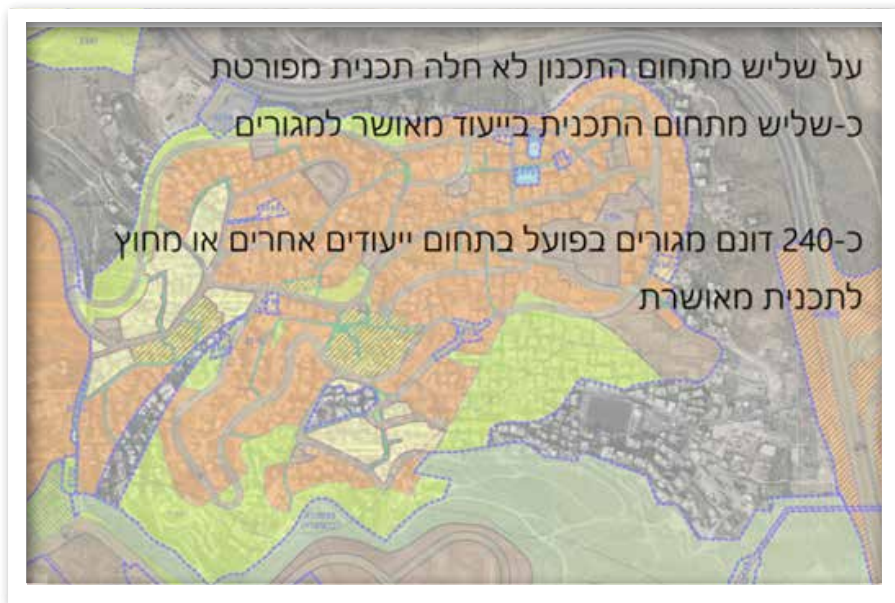 על שליש מתחום התכנון לא חלה תכנית מפורטת
כ-שליש מתחום התכנית בייעוד מאושר למגורים
כ-240 דונם מגורים בפועל בתחום ייעודים אחרים או מחוץ
לתכנית מאושרת